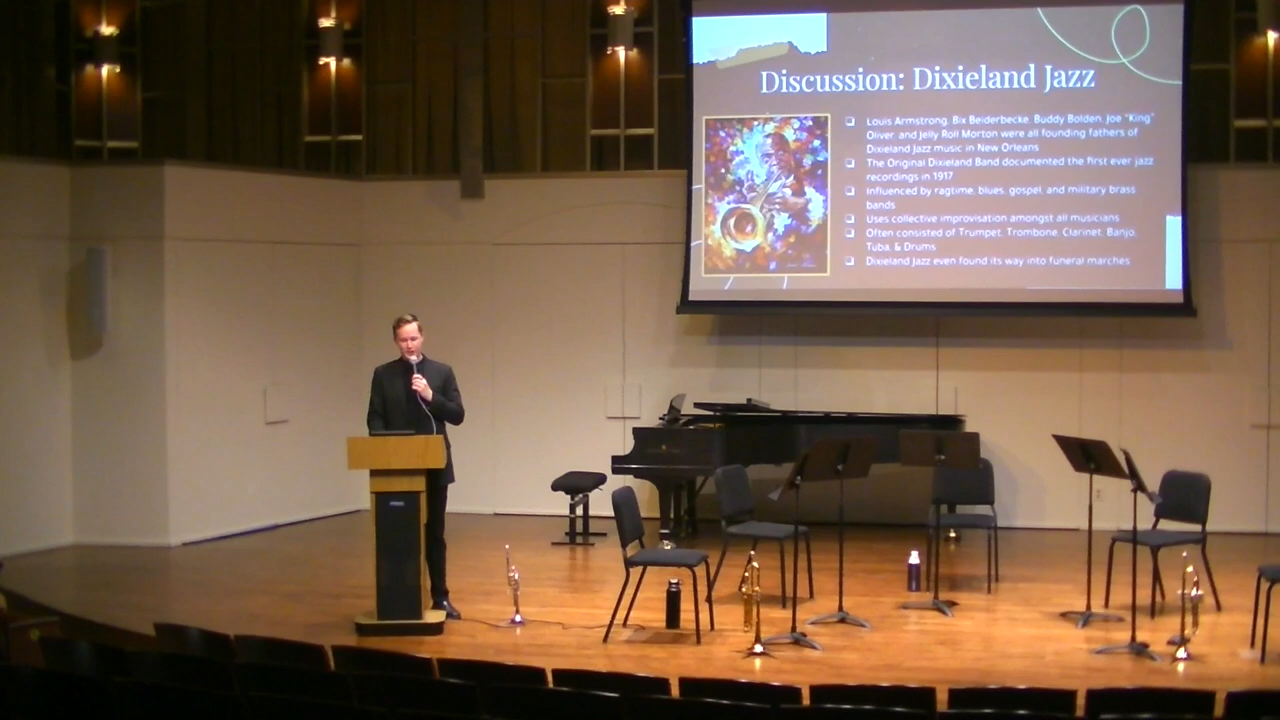 Discussion: Dixieland Jazz
❏ Louis Armstrong, Bix Beiderbecke, Buddy Bolden, Joe "King"
Oliver, and Jelly Roll Morton were all founding fathers of
Dixieland Jazz music in New Orleans
❏ The Original Dixieland Band documented the first ever jazz
recordings in 1917
❏ Influenced by ragtime, blues, gospel, and military brass
bands
❏ Uses collective improvisation amongst all musicians
❏ Often consisted of Trumpet, Trombone, Clarinet, Banjo,
Tuba, & Drums
❏ Dixieland Jazz even found its way into funeral marches